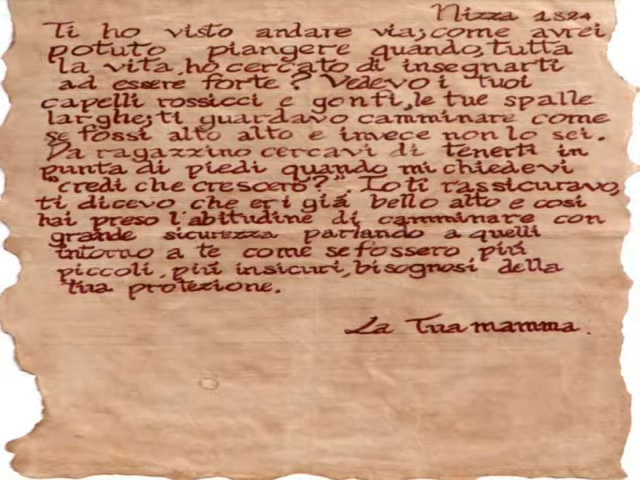 Nizza 1824
Ti ho visto andare via; come avrei
potuto piangere quando, tutta
la vita, ho cercato di insegnarti
ad essere forte? Vedevo i tuoi
capelli rossicci e gonfi, le tue spalle
larghe; ti guardavo camminare come
se fossi alto alto e invece non lo sei.
Da ragazzino cercavi di tenerti in
punta di piedi quando mi chiedevi
"credi che crescerò?". Io ti rassicuravo,
ti dicevo che eri giá bello alto e cosi
hai preso l'abitudine di camminare con
grande sicurezza parlando a quelli
intorno a te come se fossero piú
piccoli, piú insicuri, bisognosi della
tua protezione.
La Tua mamma.